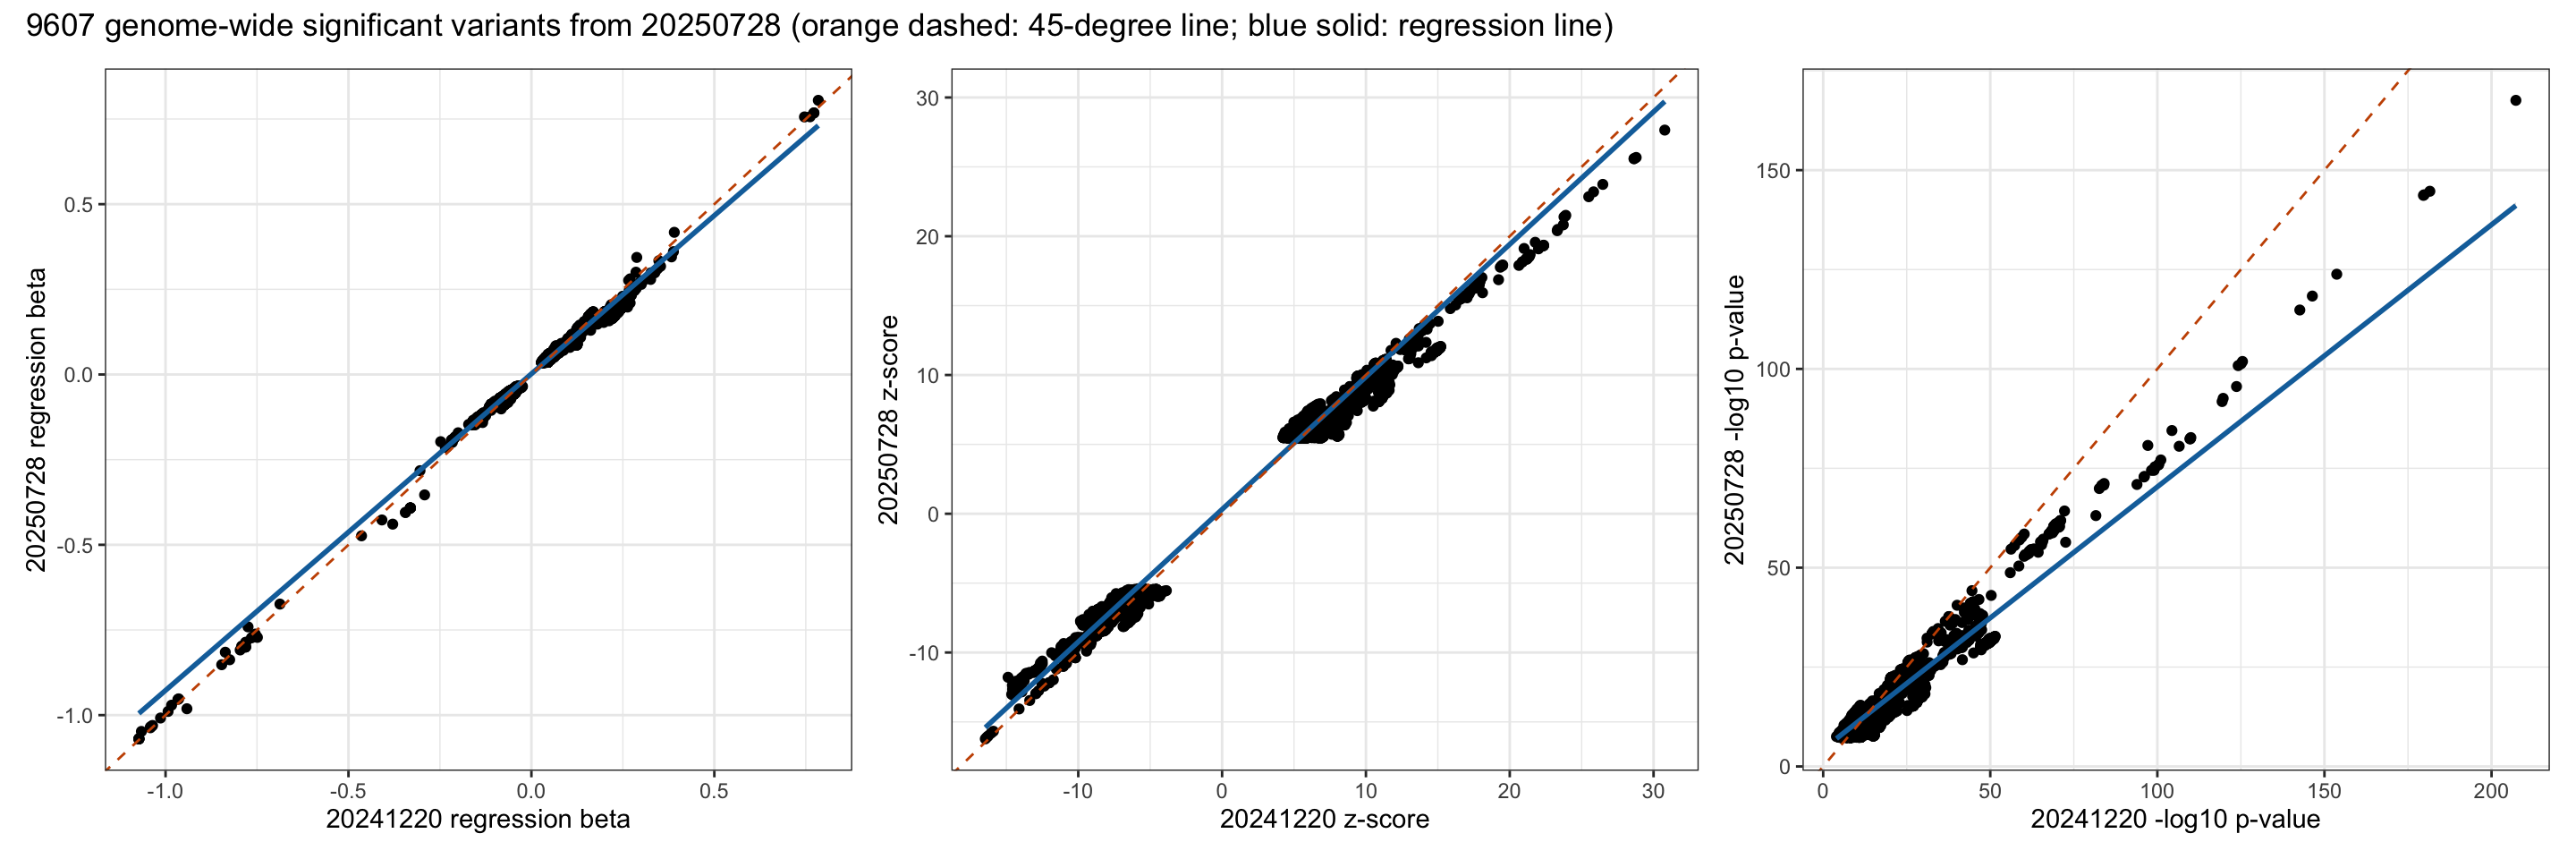 9607 genome-wide significant variants from 20250728 (orange dashed: 45-degree line; blue solid: regression line)
20250728 regression beta
0.5
0.0
-0.5
-1.0
-1.0 -0.5 0.0 0.5
20241220 regression beta
20250728 z-score
30
20
10
0
-10
-10 0 10 20 30
20241220 z-score
20250728 -log10 p-value
150
100
50
0
0 50 100 150 200
20241220 -log10 p-value